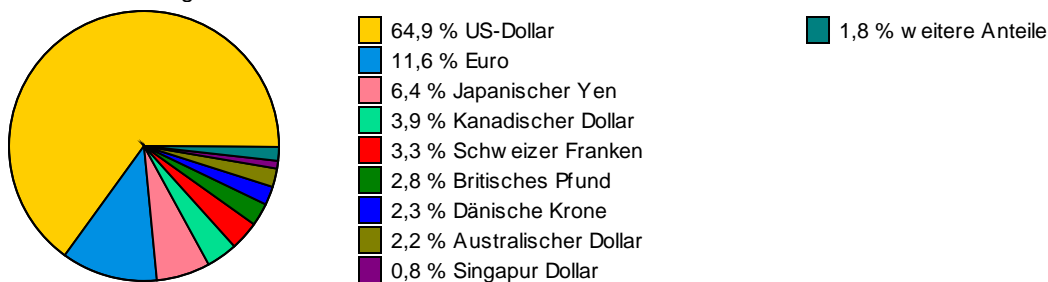 64,9 % US-Dollar
11,6 % Euro
6,4 % Japanischer Yen
3,9 % Kanadischer Dollar
3,3 % Schw eizer Franken
2,8 % Britisches Pfund
2,3 % Dänische Krone
2,2 % Australischer Dollar
0,8 % Singapur Dollar
1,8 % w eitere Anteile